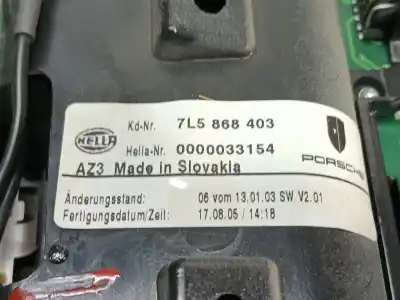 HELLA
Kd-Nr. 7L5 868 403
Hella-Nr. 0000033154
PORSCHE
AZ3 Made in Slovakia
Änderungsstand: 06 vom 13.01.03 SW V2.01
Fertigungsdatum/Zeit: 17.08.05 / 14:18